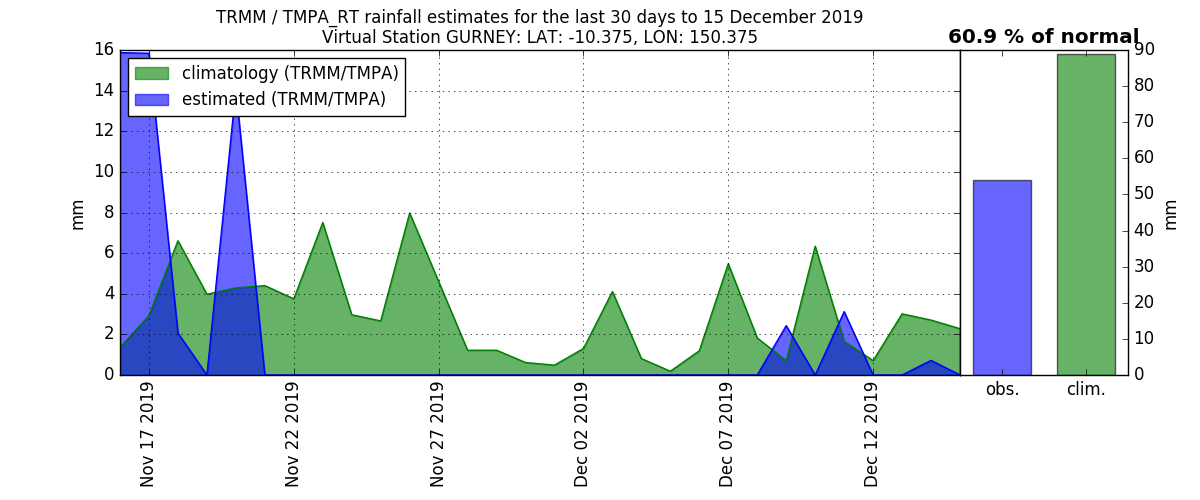 TRMM / TMPA_RT rainfall estimates for the last 30 days to 15 December 2019
Virtual Station GURNEY: LAT: -10.375, LON: 150.375
60.9 % of normal
climatology (TRMM/TMPA)
estimated (TRMM/TMPA)
mm
16
14
12
10
8
6
4
2
0
Nov 17 2019
Nov 22 2019
Nov 27 2019
Dec 02 2019
Dec 07 2019
Dec 12 2019
obs.
clim.
90
80
70
60
50
40
30
20
10
0
mm